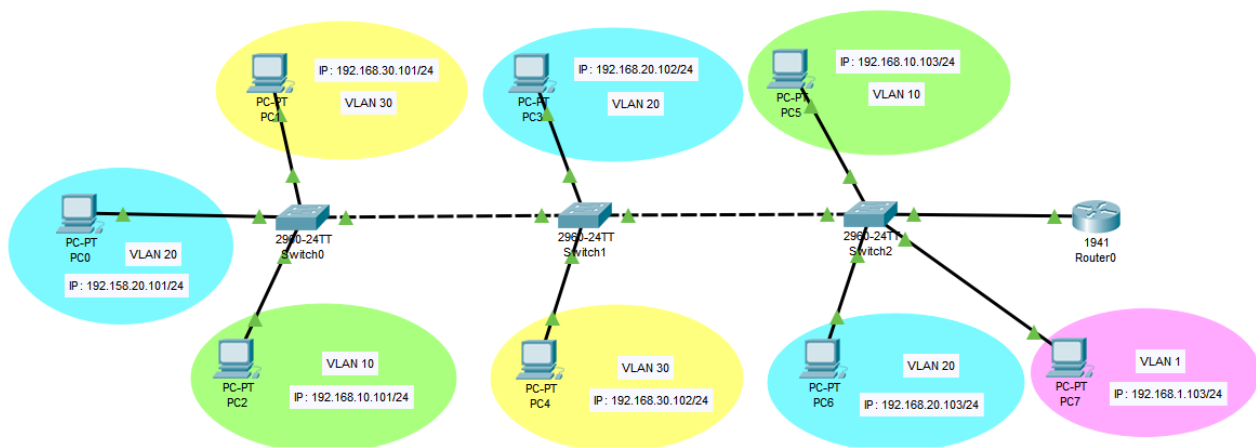 IP : 192.168.30.101/24
VLAN 30
PC-PT
PC1
IP : 192.168.20.102/24
VLAN 20
PC-PT
PC3
IP : 192.168.10.103/24
VLAN 10
PC-PT
PC5
PC-PT
PC0
VLAN 20
IP : 192.158.20.101/24
2960-24TT
Switch0
2960-24TT
Switch1
2960-24TT
Switch2
1941
Router0
VLAN 10
PC-PT
PC2
IP : 192.168.10.101/24
VLAN 30
PC-PT
PC4
IP : 192.168.30.102/24
VLAN 20
PC-PT
PC6
IP : 192.168.20.103/24
VLAN 1
PC-PT
PC7
IP : 192.168.1.103/24